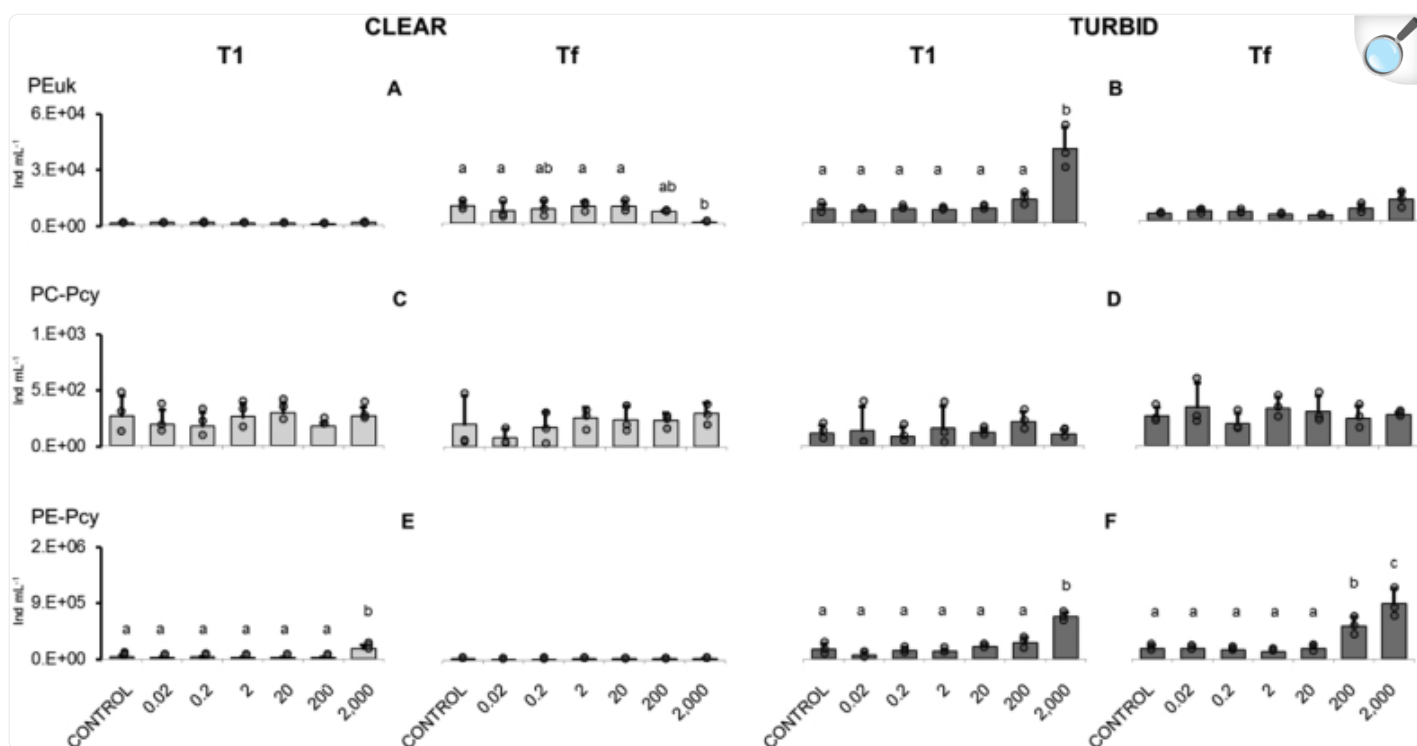 CLEAR TURBID
T1 Tf T1 Tf
PEuk A B
6.E+04
3.E+04
0.E+00
Ind mL-1
a a ab a a ab b
a a a a a a b
PC-Pcy C D
1.E+03
5.E+02
0.E+00
Ind mL-1
PE-Pcy E F
2.E+06
9.E+05
0.E+00
Ind mL-1
a a a a a a b
a a a a a a b
a a a a a b c
CONTROL 0.02 0.2 2 20 200 2,000
CONTROL 0.02 0.2 2 20 200 2,000
CONTROL 0.02 0.2 2 20 200 2,000
CONTROL 0.02 0.2 2 20 200 2,000